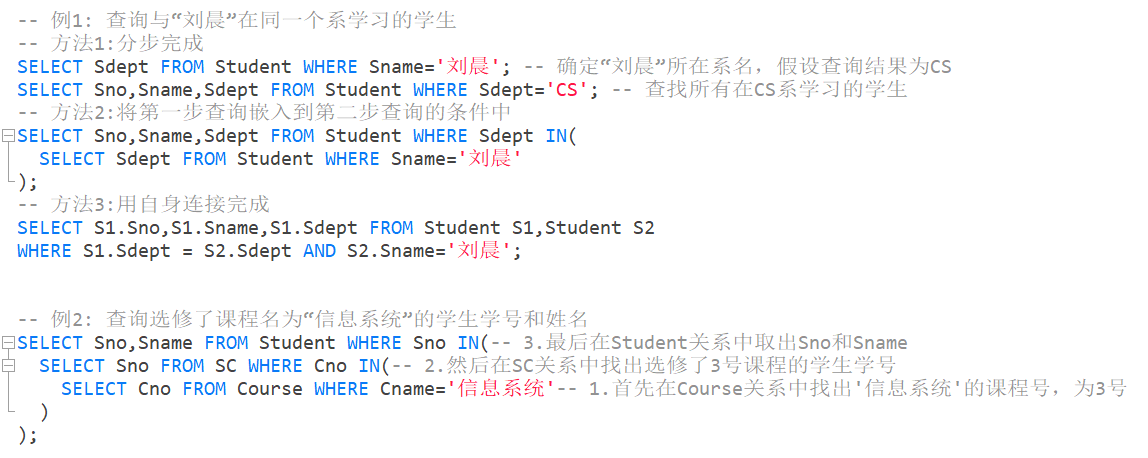 -- 例1: 查询与“刘晨”在同一个系学习的学生
-- 方法1:分步完成
SELECT Sdept FROM Student WHERE Sname='刘晨'; -- 确定“刘晨”所在系名，假设查询结果为CS
SELECT Sno,Sname,Sdept FROM Student WHERE Sdept='CS'; -- 查找所有在CS系学习的学生
-- 方法2:将第一步查询嵌入到第二步查询的条件中
SELECT Sno,Sname,Sdept FROM Student WHERE Sdept IN(
  SELECT Sdept FROM Student WHERE Sname='刘晨'
);
-- 方法3:用自身连接完成
SELECT S1.Sno,S1.Sname,S1.Sdept FROM Student S1,Student S2
WHERE S1.Sdept = S2.Sdept AND S2.Sname='刘晨';
-- 例2: 查询选修了课程名为“信息系统”的学生学号和姓名
SELECT Sno,Sname FROM Student WHERE Sno IN(-- 3.最后在Student关系中取出Sno和Sname
  SELECT Sno FROM SC WHERE Cno IN(-- 2.然后在SC关系中找出选修了3号课程的学生学号
    SELECT Cno FROM Course WHERE Cname='信息系统'-- 1.首先在Course关系中找出'信息系统'的课程号，为3号
  )
);